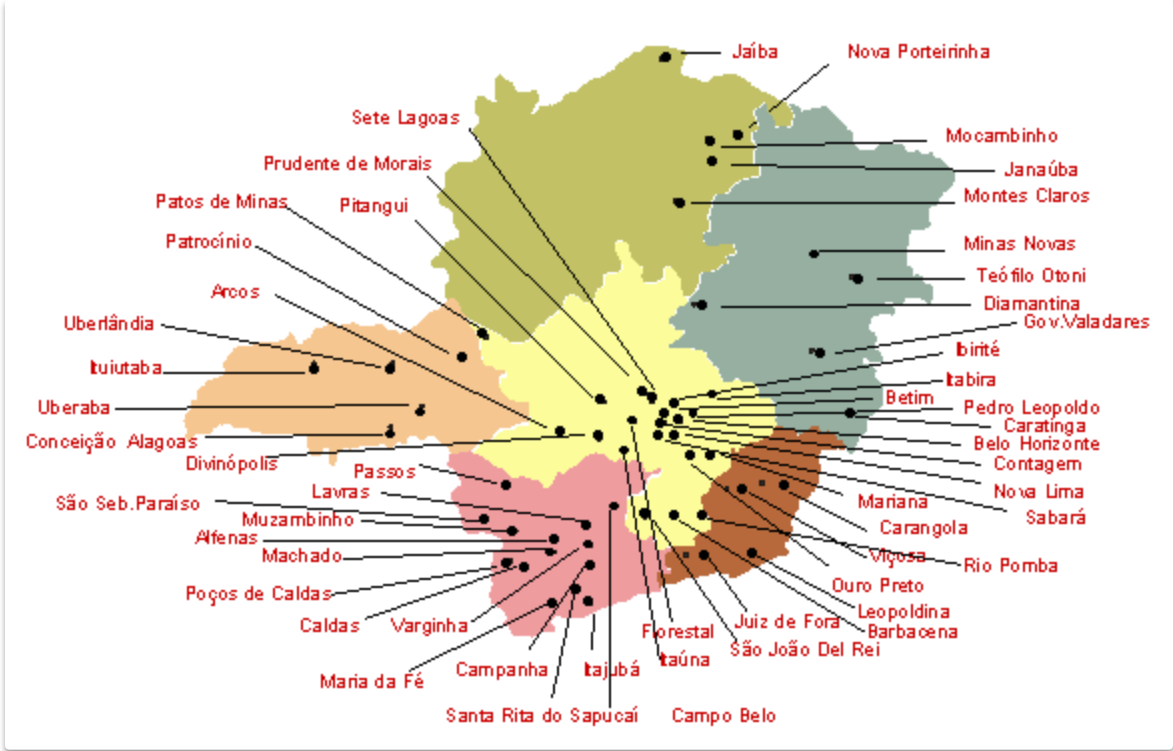 Jaíba
Nova Porteirinha
Sete Lagoas
Mocambinho
Prudente de Morais
Janaúba
Patos de Minas
Pitangui
Montes Claros
Patrocínio
Minas Novas
Teófilo Otoni
Arcos
Diamantina
Uberlândia
Gov.Valadares
Ibirité
Ituiutaba
Itabira
Betim
Uberaba
Pedro Leopoldo
Caratinga
Conceição Alagoas
Belo Horizonte
Divinópolis
Contagem
Passos
Nova Lima
Lavras
Mariana
São Seb.Paraíso
Sabará
Muzambinho
Carangola
Alfenas
Viçosa
Machado
Rio Pomba
Poços de Caldas
Ouro Preto
Leopoldina
Caldas
Varginha
Florestal
Juiz de Fora
Barbacena
São João Del Rei
Campanha
Itajubá
Itaúna
Maria da Fé
Santa Rita do Sapucaí
Campo Belo